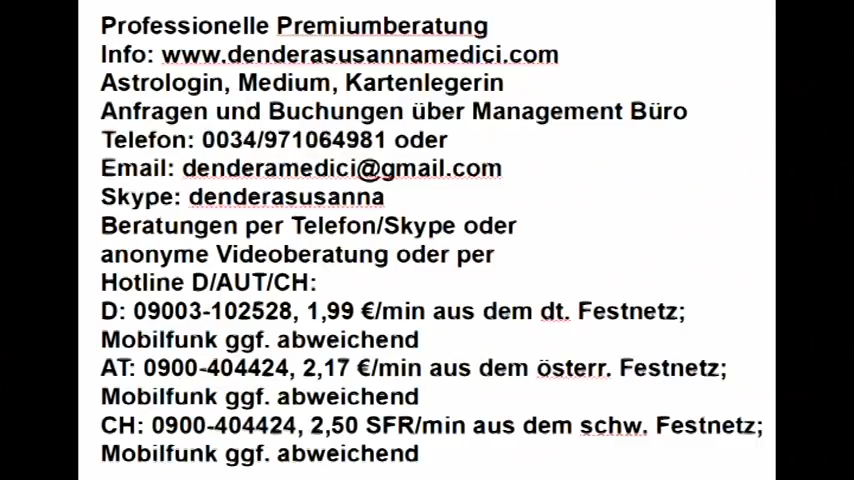 Professionelle Premiumberatung
Info: www.denderasusannamedici.com
Astrologin, Medium, Kartenlegerin
Anfragen und Buchungen über Management Büro
Telefon: 0034/971064981 oder
Email: denderamedici@gmail.com
Skype: denderasusanna
Beratungen per Telefon/Skype oder
anonyme Videoberatung oder per
Hotline D/AUT/CH:
D: 09003-102528, 1,99 €/min aus dem dt. Festnetz;
Mobilfunk ggf. abweichend
AT: 0900-404424, 2,17 €/min aus dem österr. Festnetz;
Mobilfunk ggf. abweichend
CH: 0900-404424, 2,50 SFR/min aus dem schw. Festnetz;
Mobilfunk ggf. abweichend